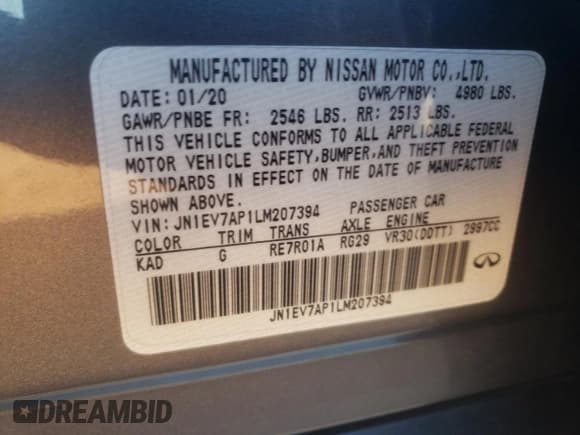 MANUFACTURED BY NISSAN MOTOR CO.,LTD.
DATE: 01/20 GVWR/PNBV: 4980 LBS.
GAWR/PNBE FR: 2546 LBS. RR: 2513 LBS.
THIS VEHICLE CONFORMS TO ALL APPLICABLE FEDERAL
MOTOR VEHICLE SAFETY,BUMPER,AND THEFT PREVENTION
STANDARDS IN EFFECT ON THE DATE OF MANUFACTURE
SHOWN ABOVE.
VIN: JN1EV7AP1LM207394 PASSENGER CAR
COLOR TRIM TRANS AXLE ENGINE
KAD G RE7R01A RG29 VR30(DDTT) 2997CC
JN1EV7AP1LM207394
DREAMBID